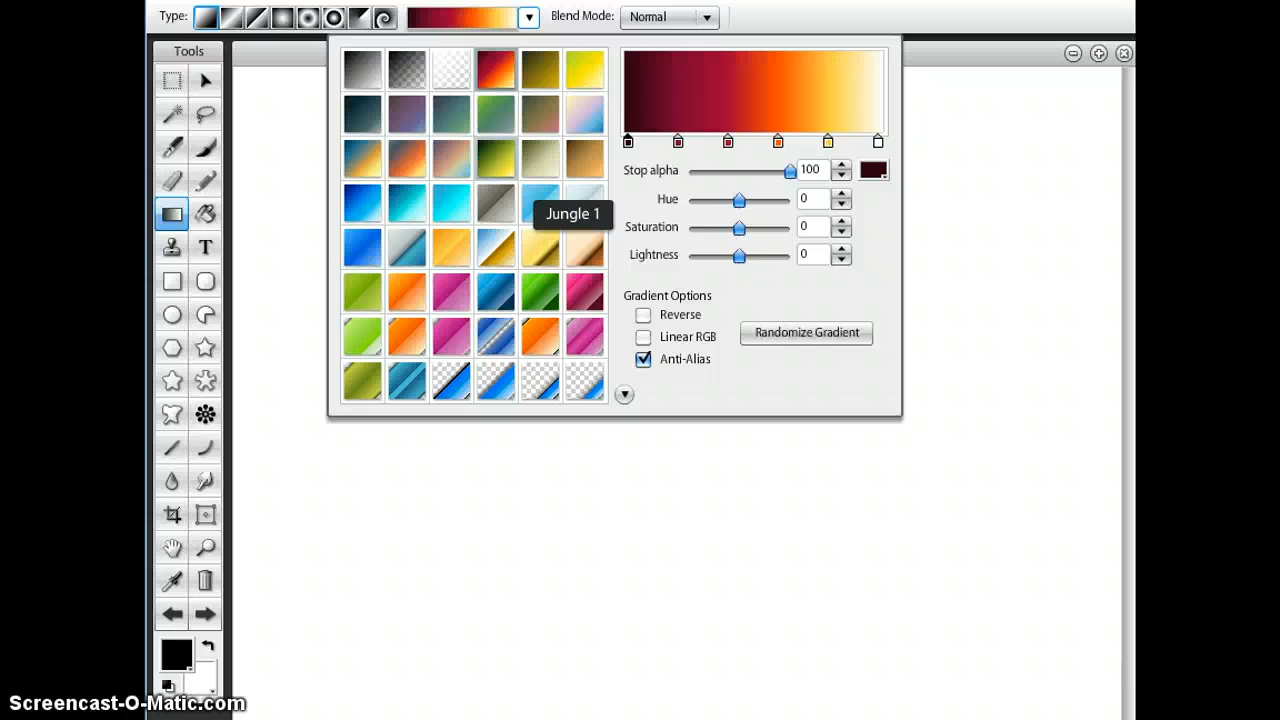 Type:
Blend Mode:
Normal
Tools
Stop alpha
100
Jungle 1
Hue
0
Saturation
0
Lightness
0
Gradient Options
Reverse
Linear RGB
Randomize Gradient
Anti-Alias
T
Screencast-O-Matic.com